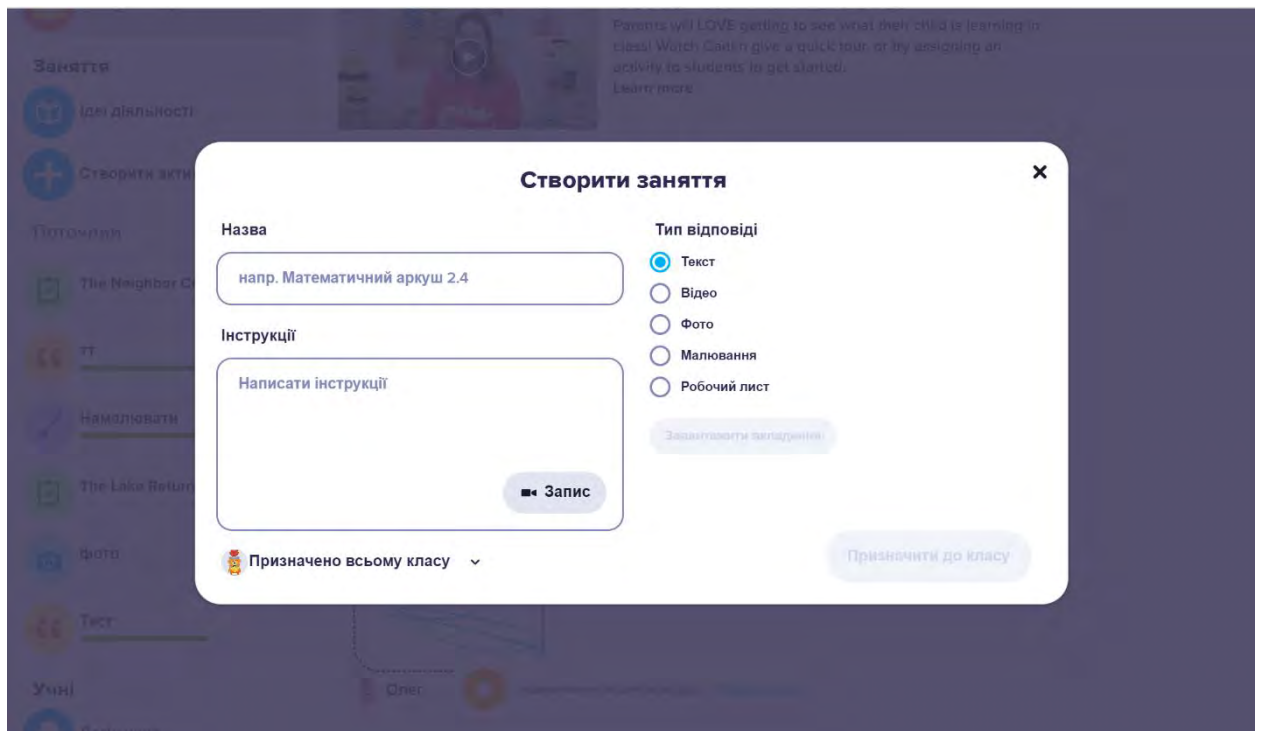 Parents will LOVE getting to see what their child is learning in
class! Watch Caitlin give a quick tour, or try assigning an
activity to students to get started.
Learn more
Заняття
Ідеї діяльності
Створити акти
Поточний
The Neighbor C
тт
Намалювати
The Lake Return
фото
Тест
Учні
Олег
Створити заняття
Назва
напр. Математичний аркуш 2.4
Інструкції
Написати інструкції
Запис
Призначено всьому класу
Тип відповіді
Текст
Відео
Фото
Малювання
Робочий лист
Завантажити вкладення
Призначити до класу